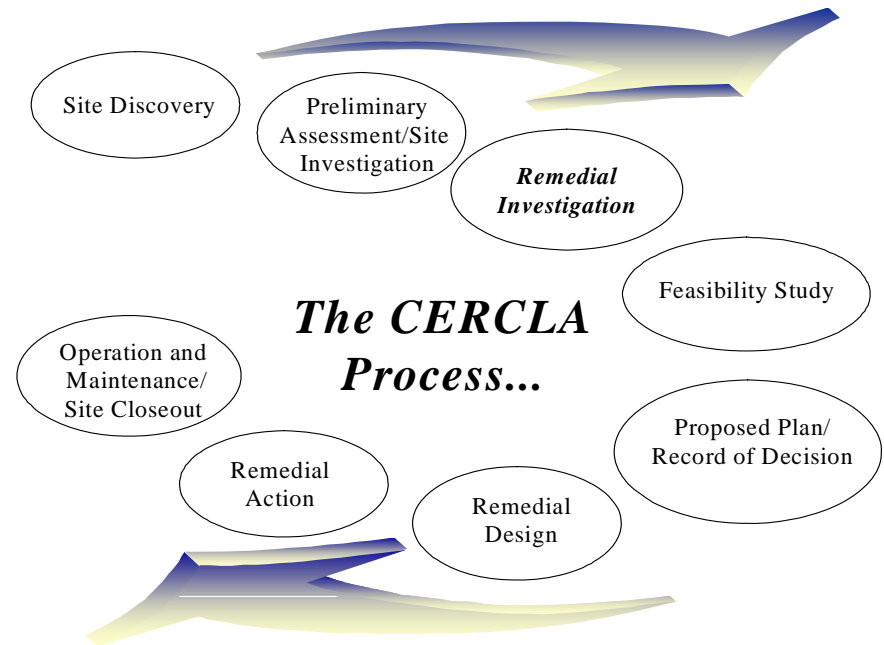 Site Discovery
Preliminary
Assessment/Site
Investigation
Remedial
Investigation
Feasibility Study
The CERCLA
Process...
Proposed Plan/
Record of Decision
Remedial
Design
Remedial
Action
Operation and
Maintenance/
Site Closeout